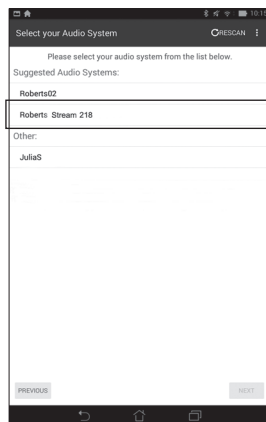 10:15
Select your Audio System
RESCAN
Please select your audio system from the list below.
Suggested Audio Systems:
Roberts02
Roberts Stream 218
Other:
JuliaS
PREVIOUS
NEXT